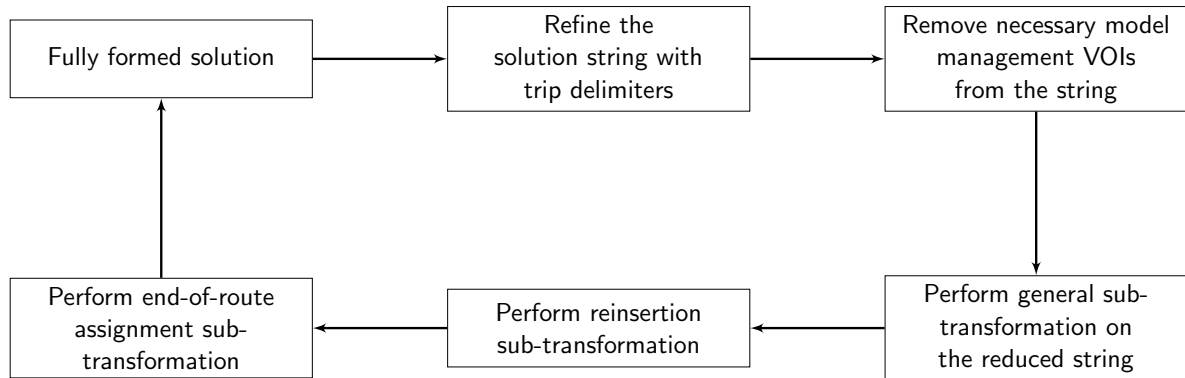 Fully formed solution
Refine the
solution string with
trip delimiters
Remove necessary model
management VOIs
from the string
Perform end-of-route
assignment sub-
transformation
Perform reinsertion
sub-transformation
Perform general sub-
transformation on
the reduced string